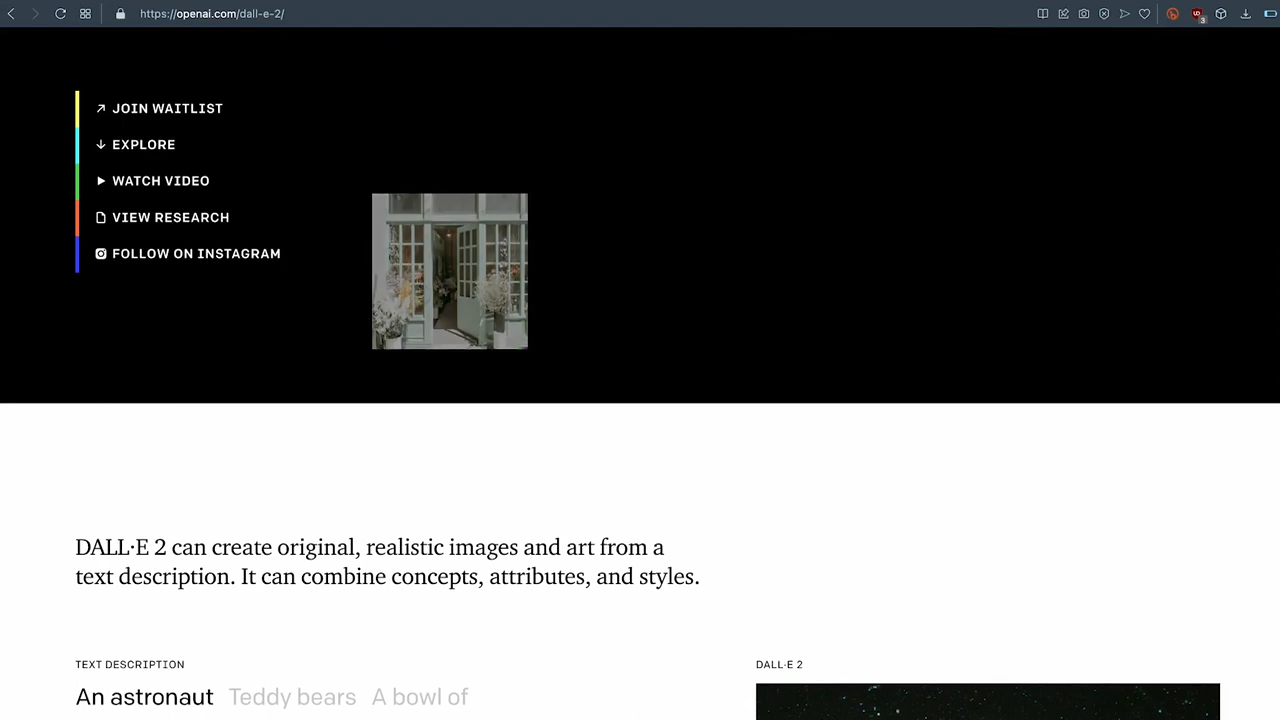 https://openai.com/dall-e-2/
3
JOIN WAITLIST
EXPLORE
WATCH VIDEO
VIEW RESEARCH
FOLLOW ON INSTAGRAM
DALL·E 2 can create original, realistic images and art from a
text description. It can combine concepts, attributes, and styles.
TEXT DESCRIPTION
An astronaut Teddy bears A bowl of
DALL·E 2